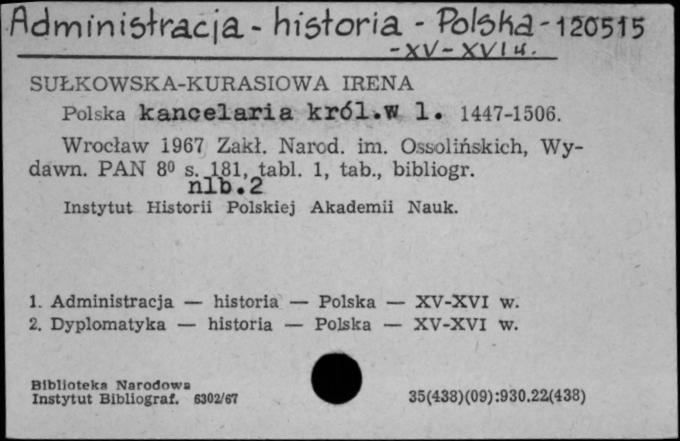 Administracja - historia - Polska - 120515
- XV - XVI w.
SUŁKOWSKA-KURASIOWA IRENA
Polska kancelaria król.w l. 1447-1506.
Wrocław 1967 Zakł. Narod. im. Ossolińskich, Wy-
dawn. PAN 8⁰ s. 181, tabl. 1, tab., bibliogr.
nlb.2
Instytut Historii Polskiej Akademii Nauk.
1. Administracja — historia — Polska — XV-XVI w.
2. Dyplomatyka — historia — Polska — XV-XVI w.
Biblioteka Narodowa
Instytut Bibliograf. 6302/67 35(438)(09):930.22(438)